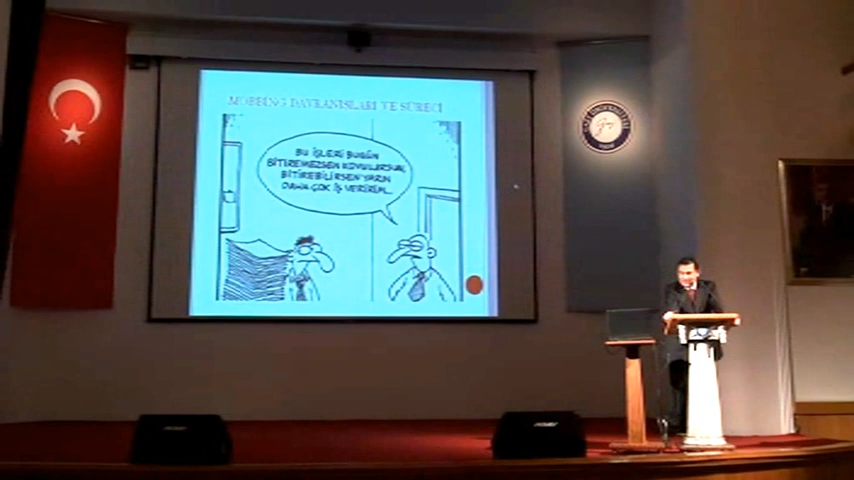 MOBBING DAVRANIŞLARI VE SÜRECİ
BU İŞLERİ BUGÜN
BİTİREMEZSEN KOVULURSUN,
BİTİREBİLİRSEN YARIN
DAHA ÇOK İŞ VERİRİM...